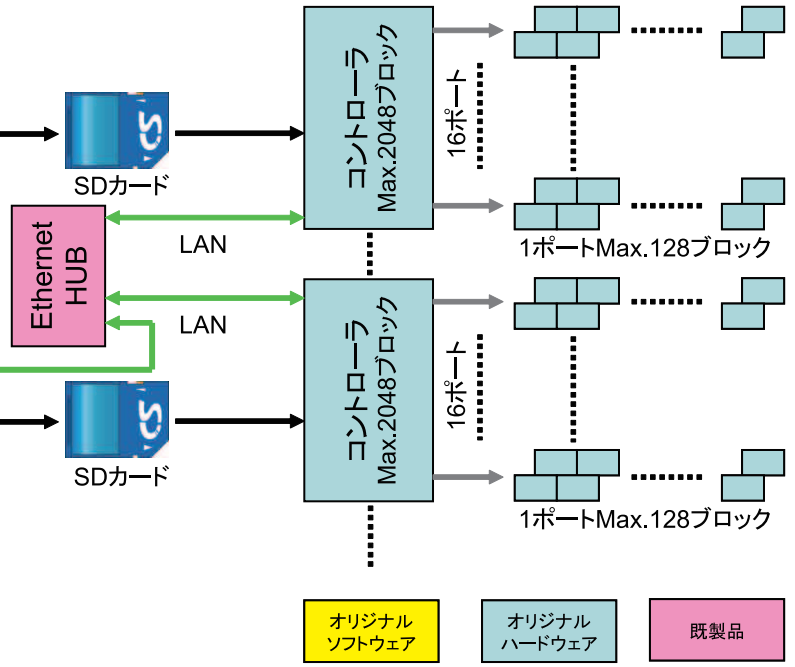 コントローラ
Max.2048ブロック
16ポート
SDカード
1ポートMax.128ブロック
Ethernet
HUB
LAN
LAN
コントローラ
Max.2048ブロック
16ポート
SDカード
1ポートMax.128ブロック
オリジナル
ソフトウェア
オリジナル
ハードウェア
既製品